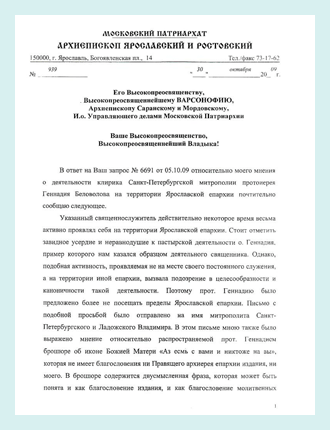 МОСКОВСКИЙ ПАТРИАРХАТ
АРХИЕПИСКОП ЯРОСЛАВСКИЙ И РОСТОВСКИЙ
150000, г. Ярославль, Богоявленская пл., 14 Тел./факс 73-17-62
№ 939 " 30 " октября 2009 г.
Его Высокопреосвященству,
Высокопреосвященнейшему ВАРСОНОФИЮ,
Архиепископу Саранскому и Мордовскому,
И.о. Управляющего делами Московской Патриархии
Ваше Высокопреосвященство,
Высокопреосвященнейший Владыка!
В ответ на Ваш запрос № 6691 от 05.10.09 относительно моего мнения
о деятельности клирика Санкт-Петербургской митрополии протоиерея
Геннадия Беловолова на территории Ярославской епархии почтительно
сообщаю следующее.
Указанный священнослужитель действительно некоторое время весьма
активно проявлял себя на территории Ярославской епархии. Стоит отметить
завидное усердие и неравнодушие к пастырской деятельности о. Геннадия,
пример которого нам казался образцом деятельного священника. Однако,
подобная активность, проявляемая не на месте своего постоянного служения,
а на территории иной епархии, вызвала подозрение в целесообразности и
каноничности такой деятельности. Поэтому прот. Геннадию было
предложено более не посещать пределы Ярославской епархии. Письмо с
подобной просьбой было отправлено на имя митрополита Санкт-
Петербургского и Ладожского Владимира. В этом письме мною также было
выражено мнение относительно распространяемой прот. Геннадием
брошюре об иконе Божией Матери «Аз есмь с вами и никтоже на вы»,
которая не имеет благословения ни Правящего архиерея епархии издания, ни
моего. В брошюре содержится двусмысленная фраза, которая может быть
понята и как благословение издания, и как благословение молитвенных
1